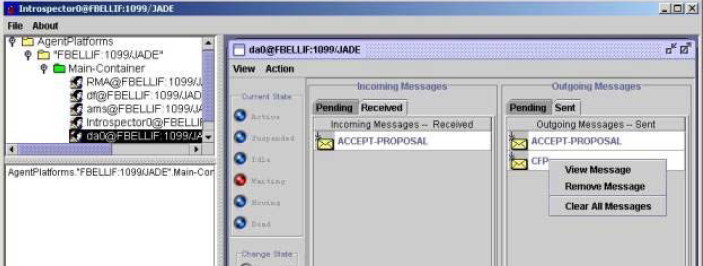 Introspector0@FBELLIF:1099/JADE
File About
AgentPlatforms
"FBELLIF:1099/JADE"
Main-Container
RMA@FBELLIF:1099/J
df@FBELLIF:1099/JAD
ams@FBELLIF:1099/JA
Introspector0@FBELLIF
da0@FBELLIF:1099/JA
AgentPlatforms."FBELLIF:1099/JADE".Main-Con
da0@FBELLIF:1099/JADE
View Action
Current State
Active
Suspended
Idle
Waiting
Moving
Dead
Change State
Incoming Messages
Pending Received
Incoming Messages -- Received
ACCEPT-PROPOSAL
Outgoing Messages
Pending Sent
Outgoing Messages -- Sent
ACCEPT-PROPOSAL
CFP
View Message
Remove Message
Clear All Messages